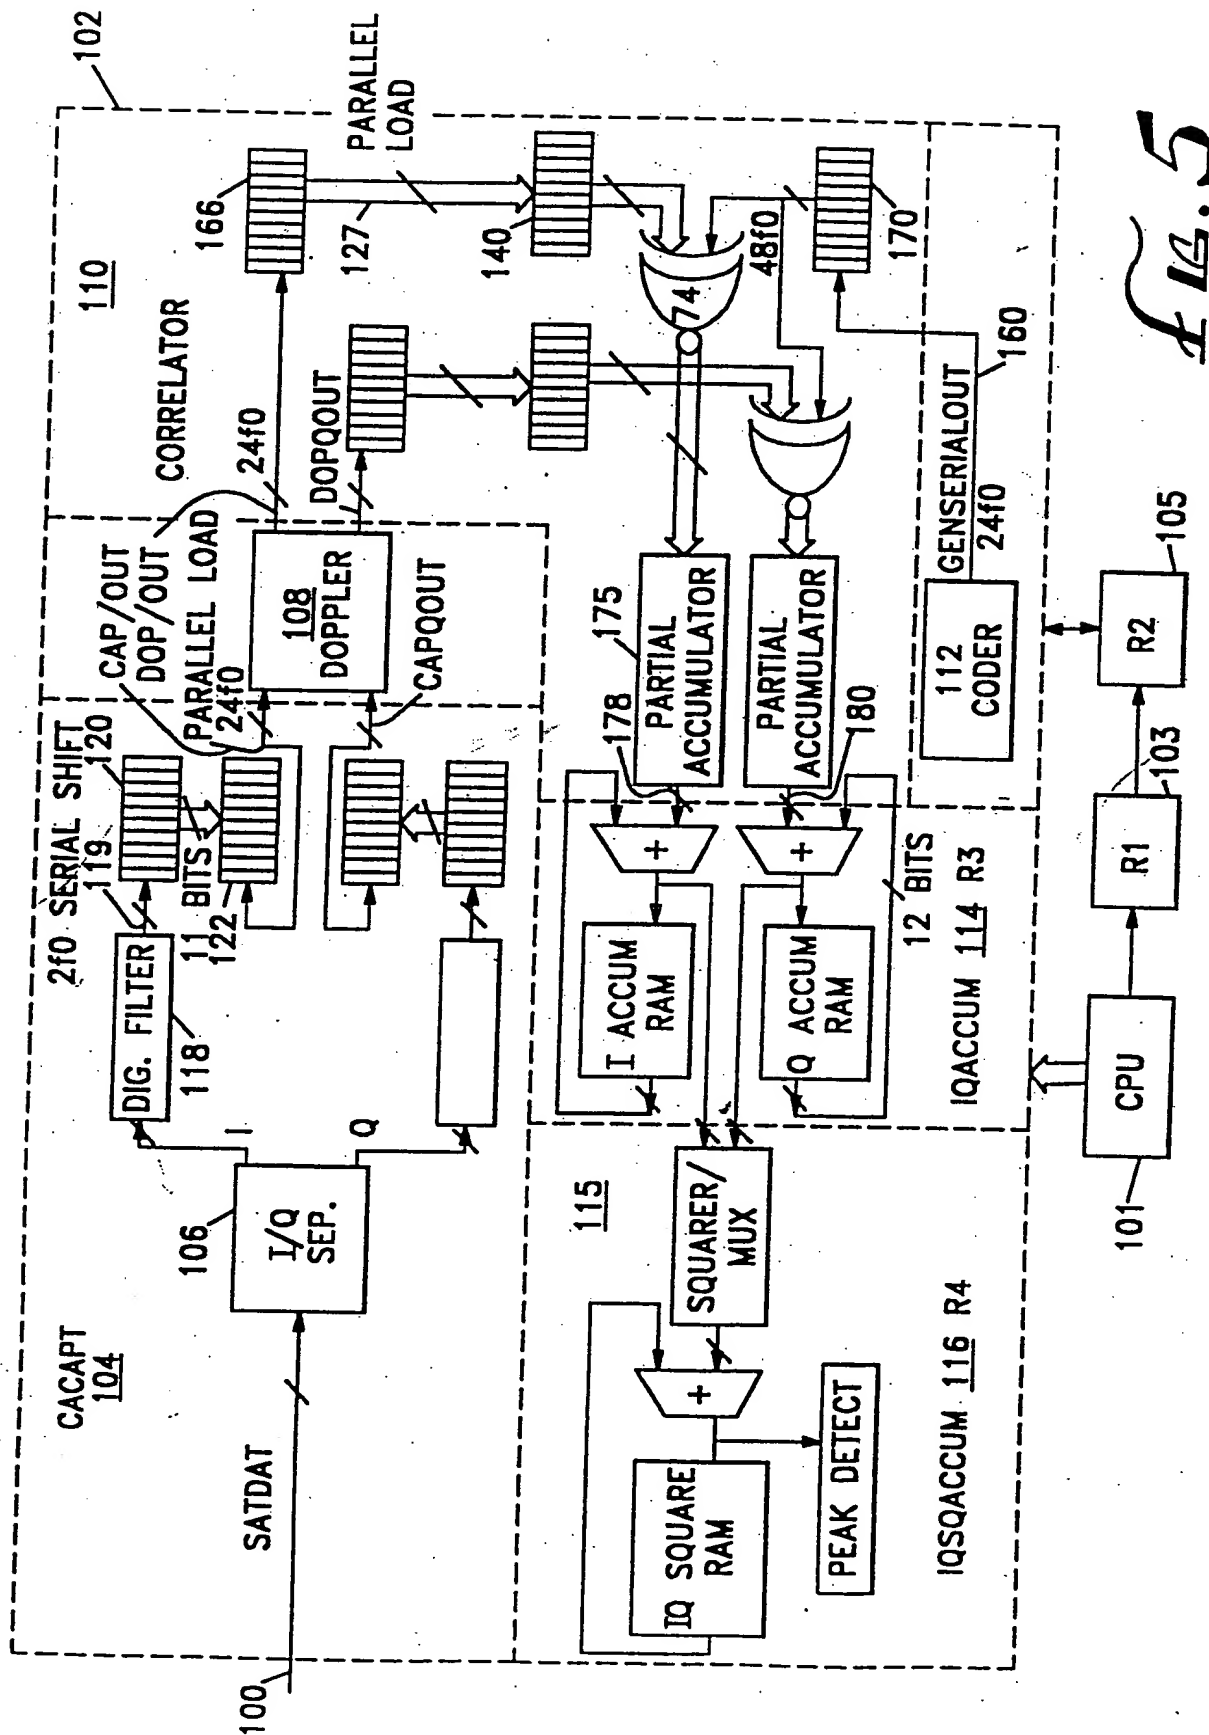 102
110
CORRELATOR
166
PARALLEL
LOAD
127
140
24f0
CAP/OUT
DOP/OUT
PARALLEL LOAD
24f0
108
DOPPLER
DOPQOUT
CAPQOUT
2f0 SERIAL SHIFT
119
120
11 BITS
122
DIG. FILTER
118
I
Q
106
I/Q
SEP.
CACAPT
104
SATDAT
100
74
48f0
170
160
GENSERIALOUT
24f0
112
CODER
175
PARTIAL
ACCUMULATOR
178
PARTIAL
ACCUMULATOR
180
+
+
I ACCUM
RAM
Q ACCUM
RAM
12 BITS
IQACCUM 114 R3
115
SQUARER/
MUX
+
IQ SQUARE
RAM
PEAK DETECT
IQSQACCUM 116 R4
CPU
101
R1
103
R2
105
FIG. 5